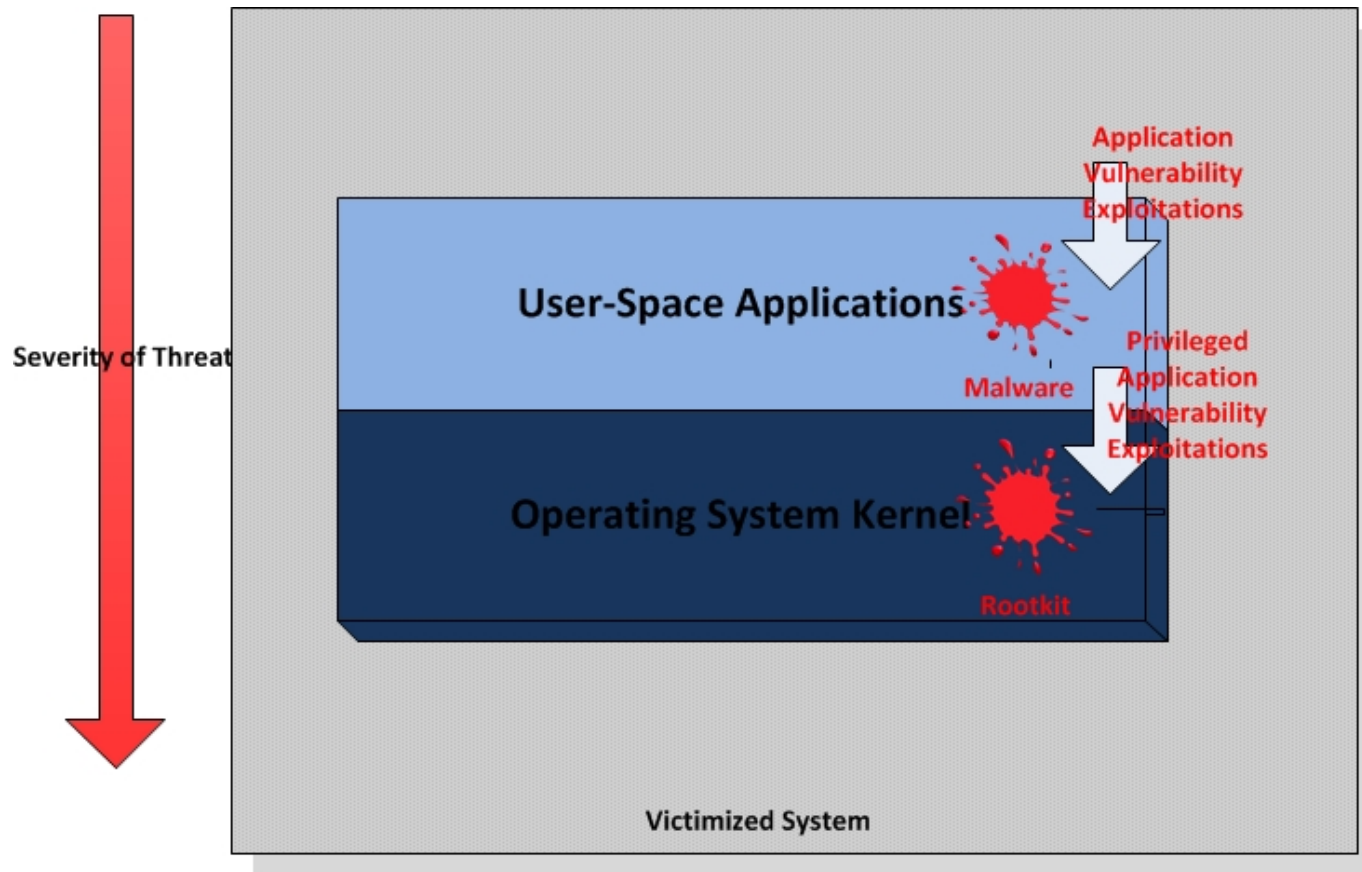 Application
Vulnerability
Exploitations
User-Space Applications
Privileged
Application
Vulnerability
Exploitations
Severity of Threat
Malware
Operating System Kernel
Rootkit
Victimized System